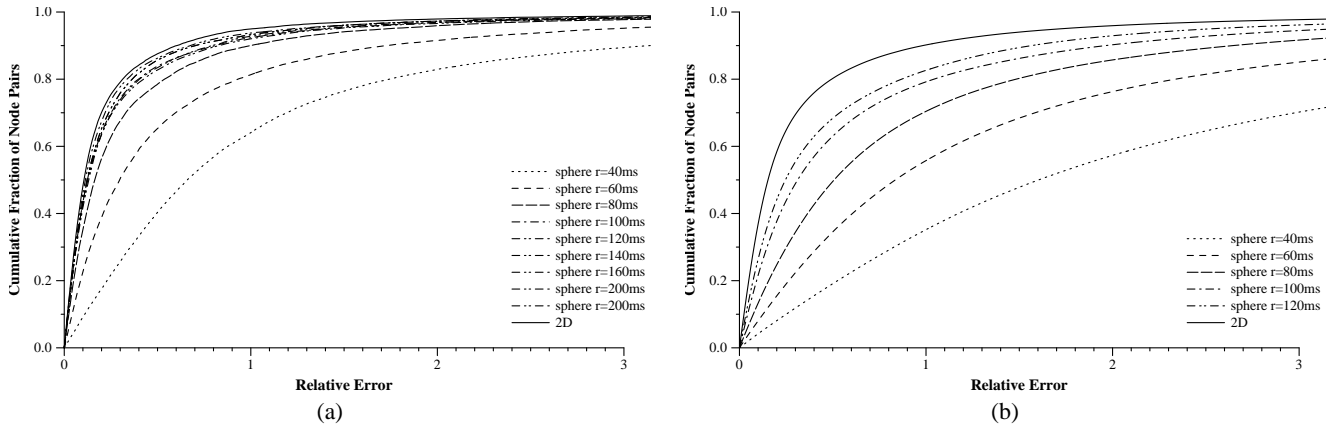 1.0
0.8
0.6
0.4
0.2
0.0
Cumulative Fraction of Node Pairs
sphere r=40ms
sphere r=60ms
sphere r=80ms
sphere r=100ms
sphere r=120ms
sphere r=140ms
sphere r=160ms
sphere r=200ms
sphere r=200ms
2D
0 1 2 3
Relative Error
(a)
1.0
0.8
0.6
0.4
0.2
0.0
Cumulative Fraction of Node Pairs
sphere r=40ms
sphere r=60ms
sphere r=80ms
sphere r=100ms
sphere r=120ms
2D
0 1 2 3
Relative Error
(b)